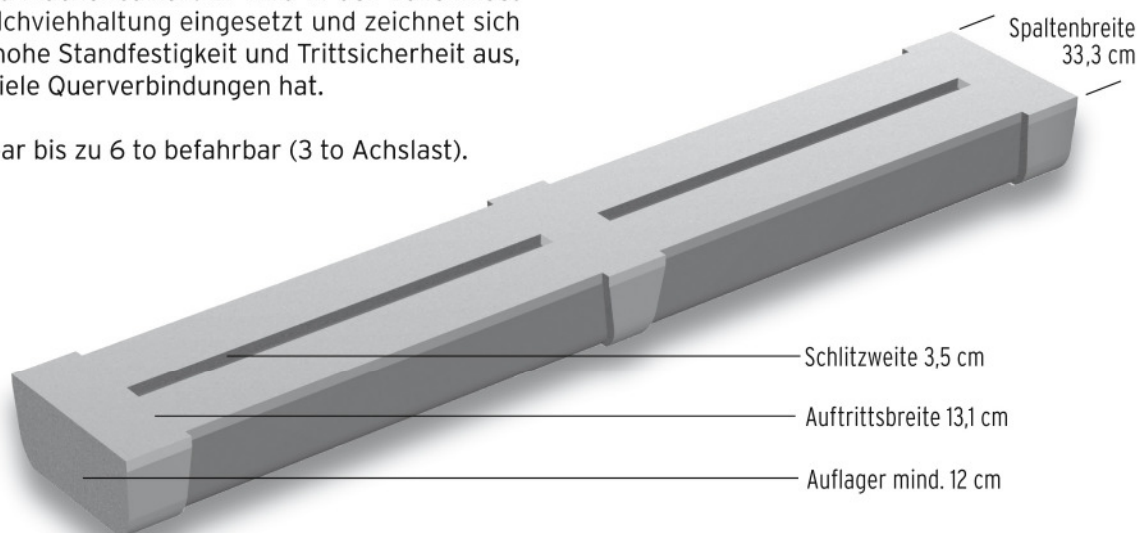 lchviehhaltung eingesetzt und zeichnet sich
hohe Standfestigkeit und Trittsicherheit aus,
iele Querverbindungen hat.
ar bis zu 6 to befahrbar (3 to Achslast).
Spaltenbreite
33,3 cm
Schlitzweite 3,5 cm
Auftrittsbreite 13,1 cm
Auflager mind. 12 cm